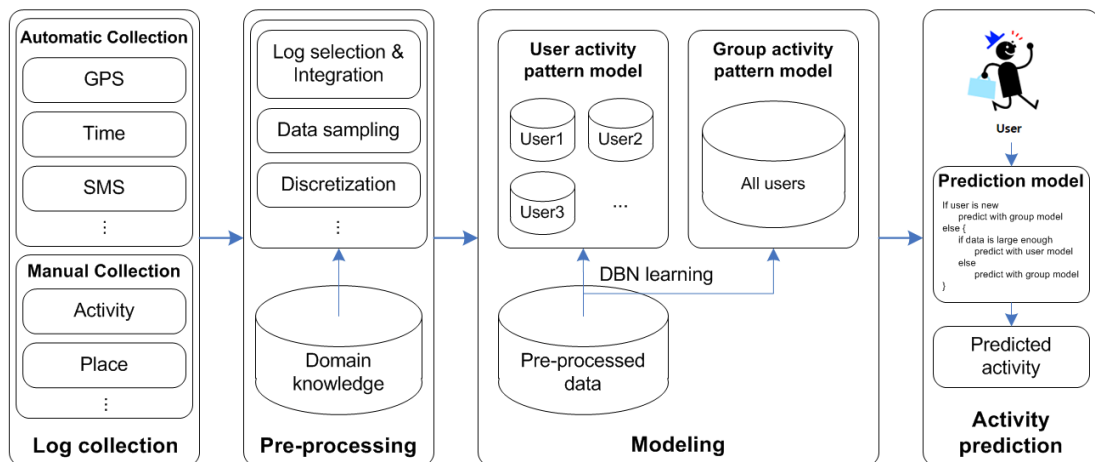 Automatic Collection
GPS
Time
SMS
⋮
Manual Collection
Activity
Place
⋮
Log collection
Log selection &
Integration
Data sampling
Discretization
⋮
Domain
knowledge
Pre-processing
User activity
pattern model
User1
User2
User3
...
Group activity
pattern model
All users
DBN learning
Pre-processed
data
Modeling
User
Prediction model
If user is new
predict with group model
else {
if data is large enough
predict with user model
else
predict with group model
}
Predicted
activity
Activity
prediction